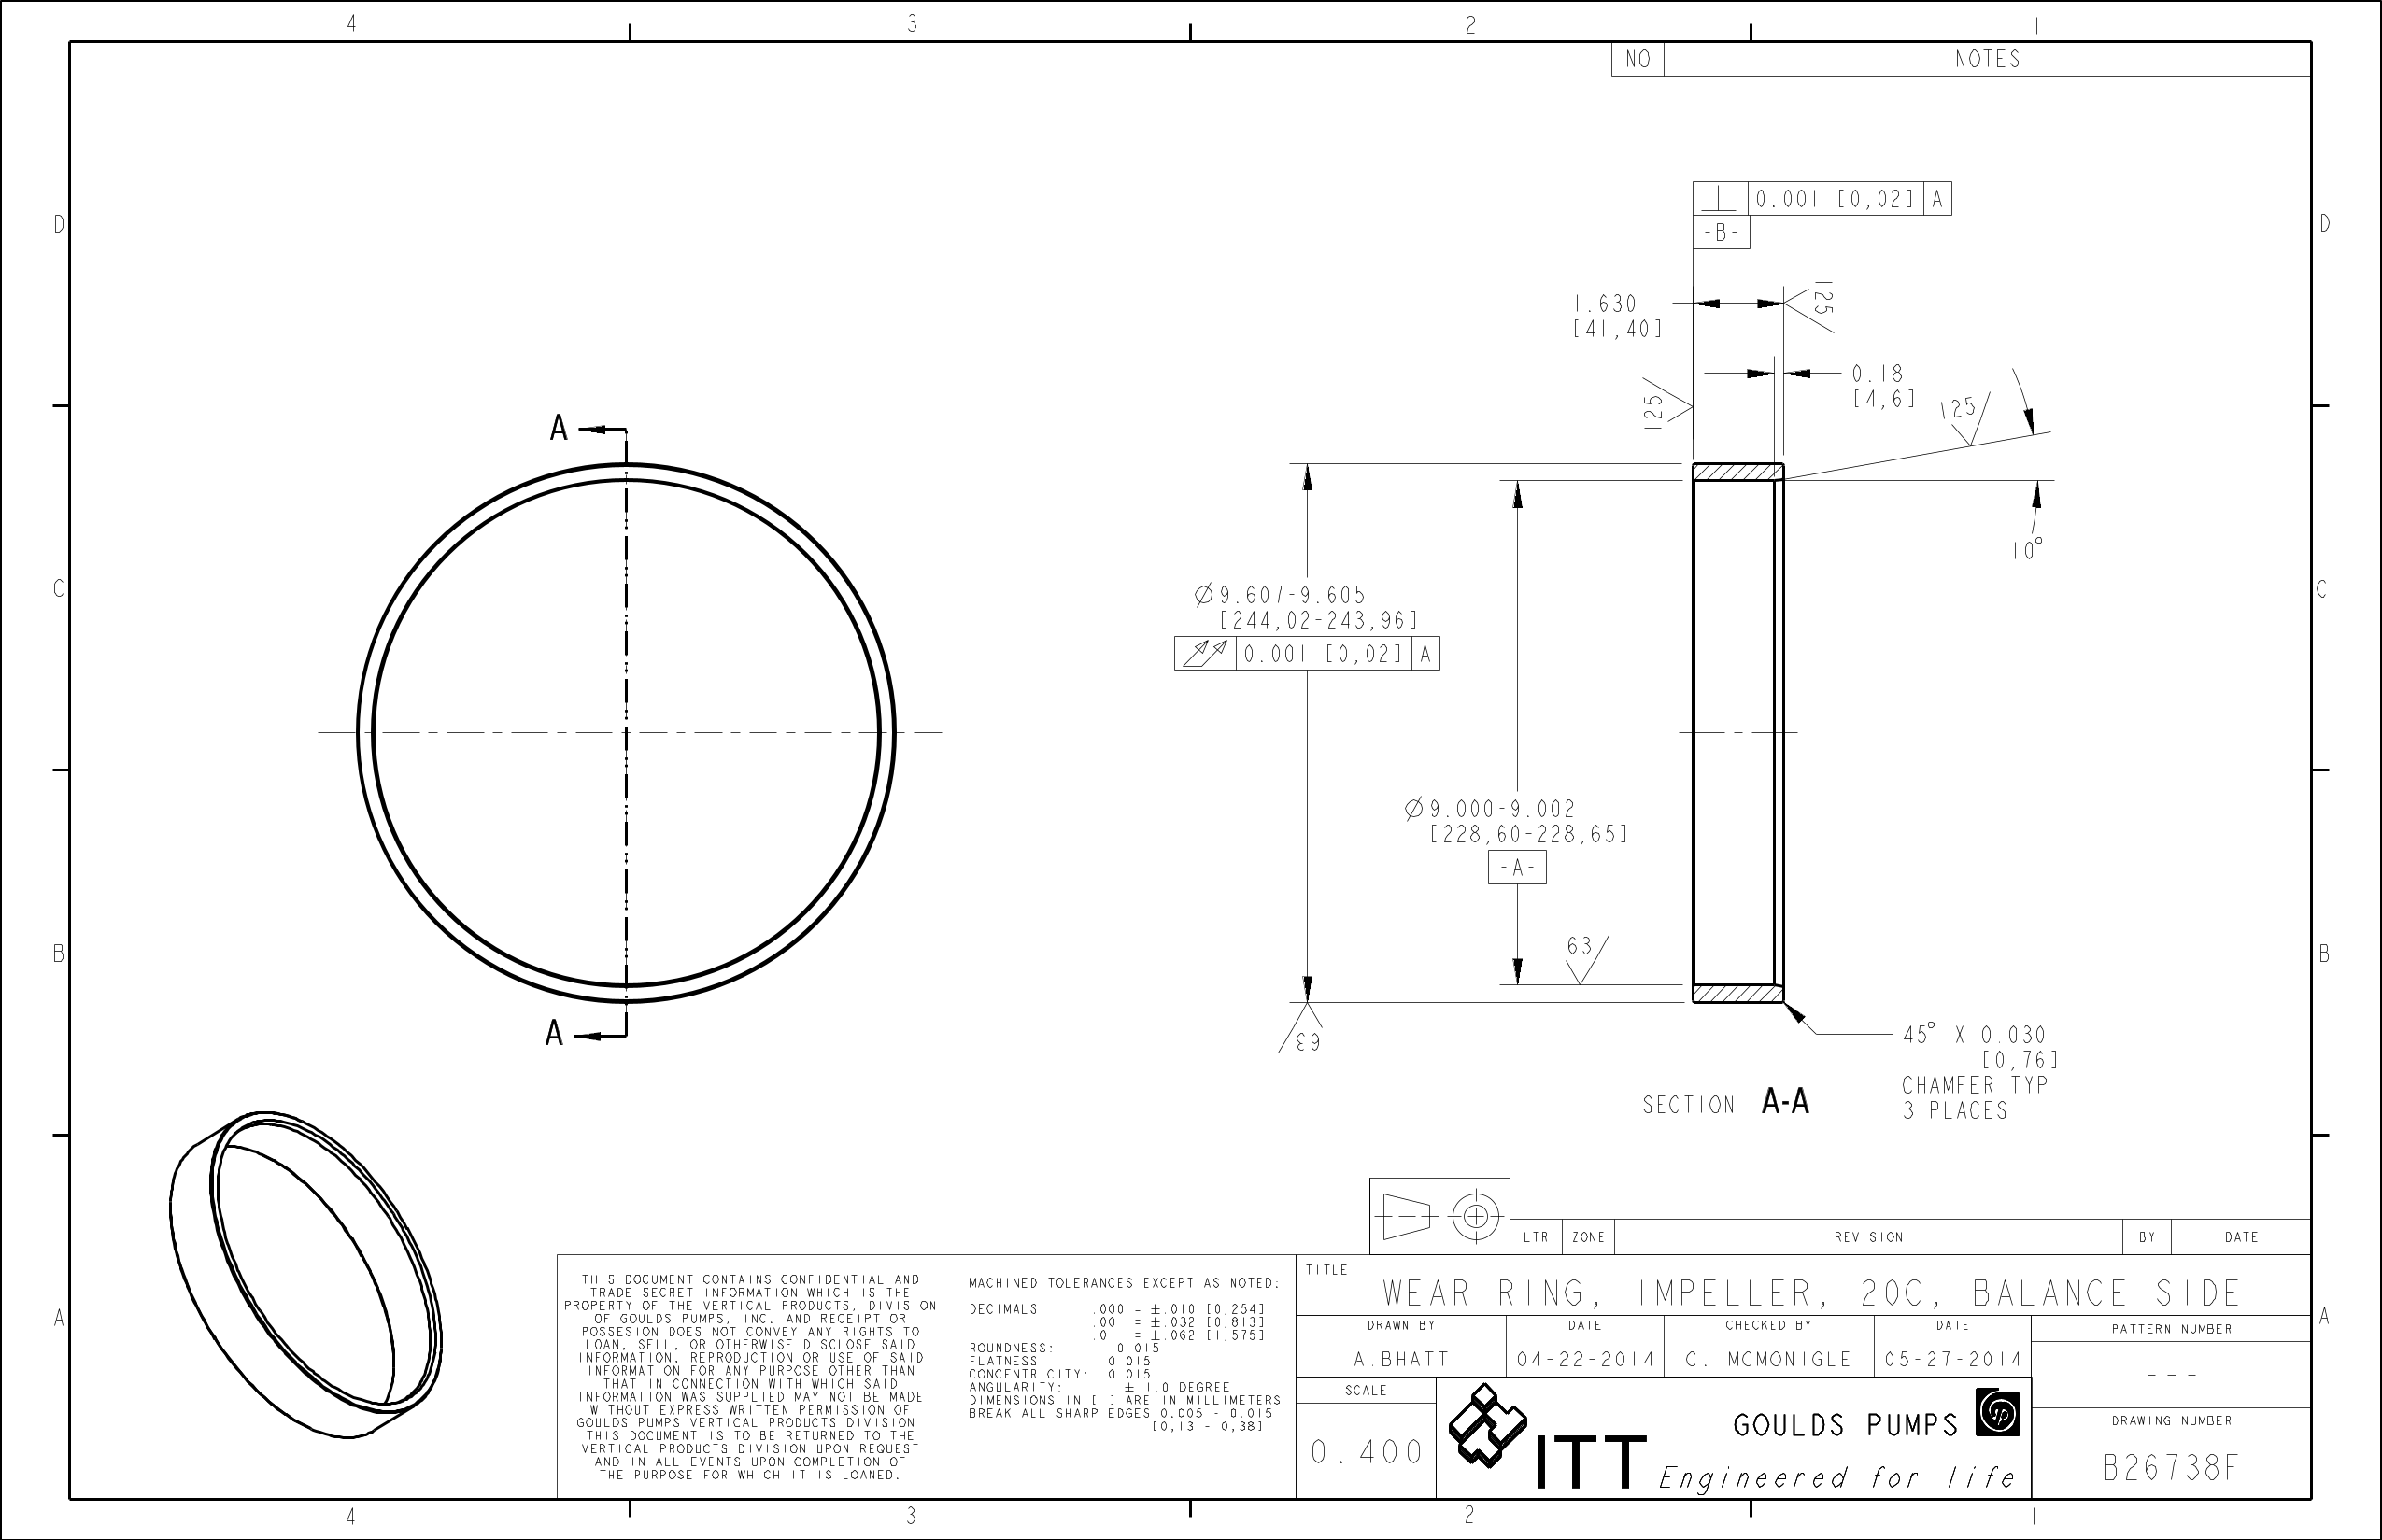 4 3 2 1
NO NOTES
D D
⊥ 0.001 [0,02] A
-B-
1.630
[41,40]
125
0.18
[4,6]
125
125
10°
A
C C
Ø9.607-9.605
[244,02-243,96]
0.001 [0,02] A
Ø9.000-9.002
[228,60-228,65]
-A-
63
B B
63
A
45° X 0.030
[0,76]
CHAMFER TYP
3 PLACES
SECTION A-A
LTR ZONE REVISION BY DATE
THIS DOCUMENT CONTAINS CONFIDENTIAL AND
TRADE SECRET INFORMATION WHICH IS THE
PROPERTY OF THE VERTICAL PRODUCTS, DIVISION
OF GOULDS PUMPS, INC. AND RECEIPT OR
POSSESION DOES NOT CONVEY ANY RIGHTS TO
LOAN, SELL, OR OTHERWISE DISCLOSE SAID
INFORMATION, REPRODUCTION OR USE OF SAID
INFORMATION FOR ANY PURPOSE OTHER THAN
THAT IN CONNECTION WITH WHICH SAID
INFORMATION WAS SUPPLIED MAY NOT BE MADE
WITHOUT EXPRESS WRITTEN PERMISSION OF
GOULDS PUMPS VERTICAL PRODUCTS DIVISION
THIS DOCUMENT IS TO BE RETURNED TO THE
VERTICAL PRODUCTS DIVISION UPON REQUEST
AND IN ALL EVENTS UPON COMPLETION OF
THE PURPOSE FOR WHICH IT IS LOANED.
MACHINED TOLERANCES EXCEPT AS NOTED:
DECIMALS: .000 = ±.010 [0,254]
.00 = ±.032 [0,813]
.0 = ±.062 [1,575]
ROUNDNESS: 0.015
FLATNESS: 0.015
CONCENTRICITY: 0.015
ANGULARITY: ± 1.0 DEGREE
DIMENSIONS IN [ ] ARE IN MILLIMETERS
BREAK ALL SHARP EDGES 0.005 - 0.015
[0,13 - 0,38]
TITLE
WEAR RING, IMPELLER, 20C, BALANCE SIDE
DRAWN BY DATE CHECKED BY DATE PATTERN NUMBER
A.BHATT 04-22-2014 C. MCMONIGLE 05-27-2014 ---
SCALE
0.400
ITT
GOULDS PUMPS gp
Engineered for life
DRAWING NUMBER
B26738F
A A
4 3 2 1